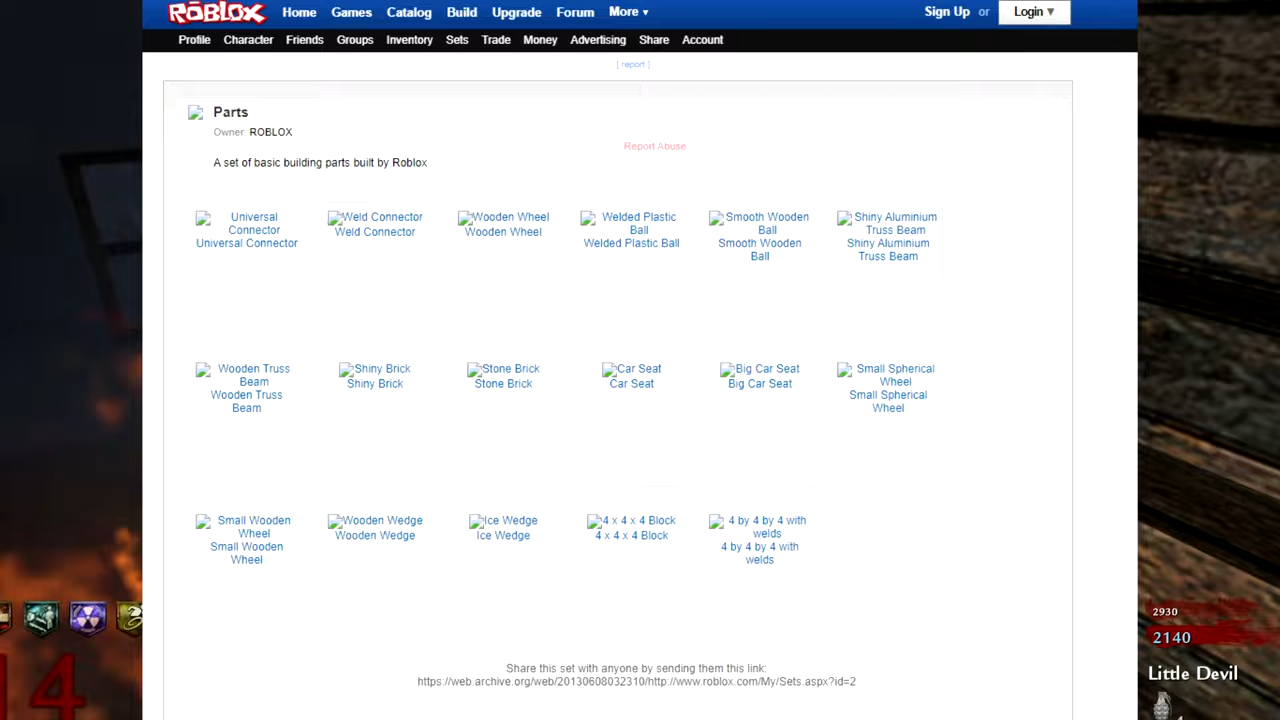 ROBLOX Home Games Catalog Build Upgrade Forum More ▾ Sign Up or Login ▼
Profile Character Friends Groups Inventory Sets Trade Money Advertising Share Account
[ report ]
Parts
Owner: ROBLOX
Report Abuse
A set of basic building parts built by Roblox
Universal
Connector
Universal Connector
Weld Connector
Weld Connector
Wooden Wheel
Wooden Wheel
Welded Plastic
Ball
Welded Plastic Ball
Smooth Wooden
Ball
Smooth Wooden
Ball
Shiny Aluminium
Truss Beam
Shiny Aluminium
Truss Beam
Wooden Truss
Beam
Wooden Truss
Beam
Shiny Brick
Shiny Brick
Stone Brick
Stone Brick
Car Seat
Car Seat
Big Car Seat
Big Car Seat
Small Spherical
Wheel
Small Spherical
Wheel
Small Wooden
Wheel
Small Wooden
Wheel
Wooden Wedge
Wooden Wedge
Ice Wedge
Ice Wedge
4 x 4 x 4 Block
4 x 4 x 4 Block
4 by 4 by 4 with
welds
4 by 4 by 4 with
welds
Share this set with anyone by sending them this link:
https://web.archive.org/web/20130608032310/http://www.roblox.com/My/Sets.aspx?id=2
14
2930
2140
Little Devil